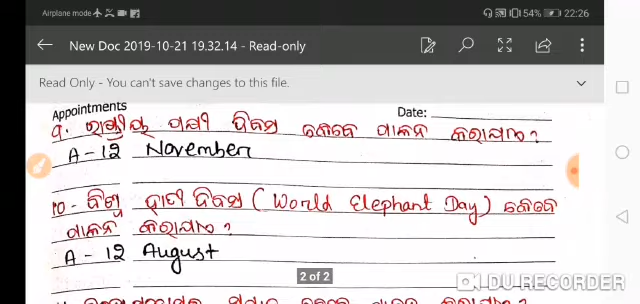 Airplane mode 54% 22:26
New Doc 2019-10-21 19.32.14 - Read-only
Read Only - You can't save changes to this file.
Appointments Date:
୩. ରାଷ୍ଟ୍ରୀୟ ପକ୍ଷୀ ଦିବସ କେବେ ପାଳନ କରାଯାଏ?
A - 12 November
୧୦- ବିଶ୍ୱ ହାତୀ ଦିବସ (World Elephant Day) କେବେ
ପାଳନ କରାଯାଏ?
A - 12 August
2 of 2
DU RECORDER